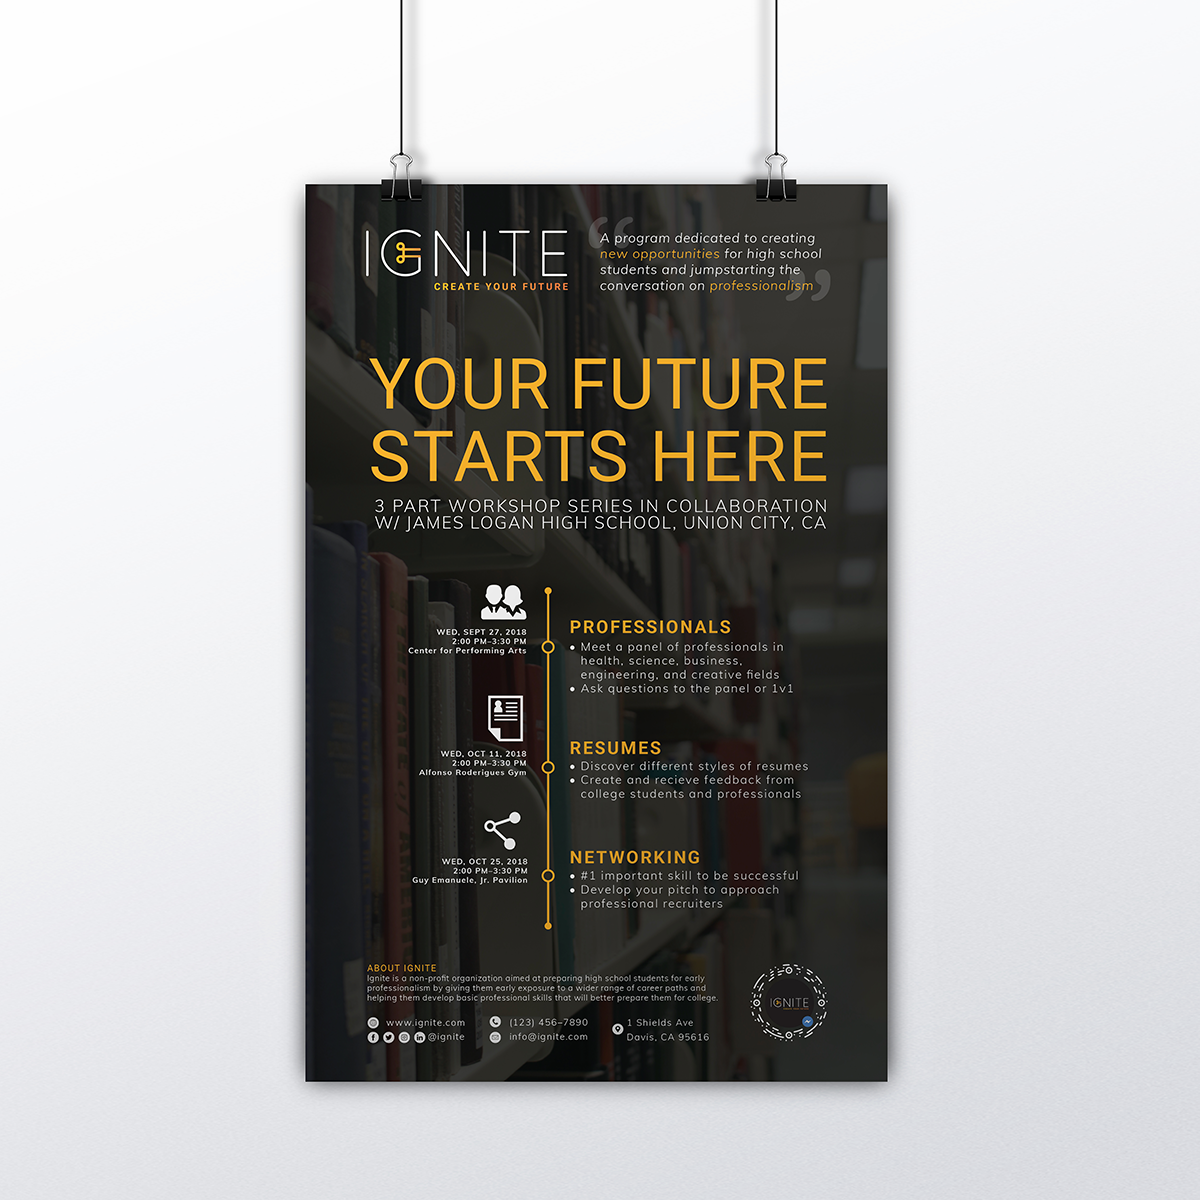 IGNITE
CREATE YOUR FUTURE
“A program dedicated to creating
new opportunities for high school
students and jumpstarting the
conversation on professionalism”
YOUR FUTURE
STARTS HERE
3 PART WORKSHOP SERIES IN COLLABORATION
W/ JAMES LOGAN HIGH SCHOOL, UNION CITY, CA
WED, SEPT 27, 2018
2:00 PM–3:30 PM
Center for Performing Arts
PROFESSIONALS
• Meet a panel of professionals in
health, science, business,
engineering, and creative fields
• Ask questions to the panel or 1v1
WED, OCT 11, 2018
2:00 PM–3:30 PM
Alfonso Roderigues Gym
RESUMES
• Discover different styles of resumes
• Create and recieve feedback from
college students and professionals
WED, OCT 25, 2018
2:00 PM–3:30 PM
Guy Emanuele, Jr. Pavilion
NETWORKING
• #1 important skill to be successful
• Develop your pitch to approach
professional recruiters
ABOUT IGNITE
Ignite is a non-profit organization aimed at preparing high school students for early
professionalism by giving them early exposure to a wider range of career paths and
helping them develop basic professional skills that will better prepare them for college.
www.ignite.com
@ignite
(123) 456–7890
info@ignite.com
1 Shields Ave
Davis, CA 95616
IGNITE